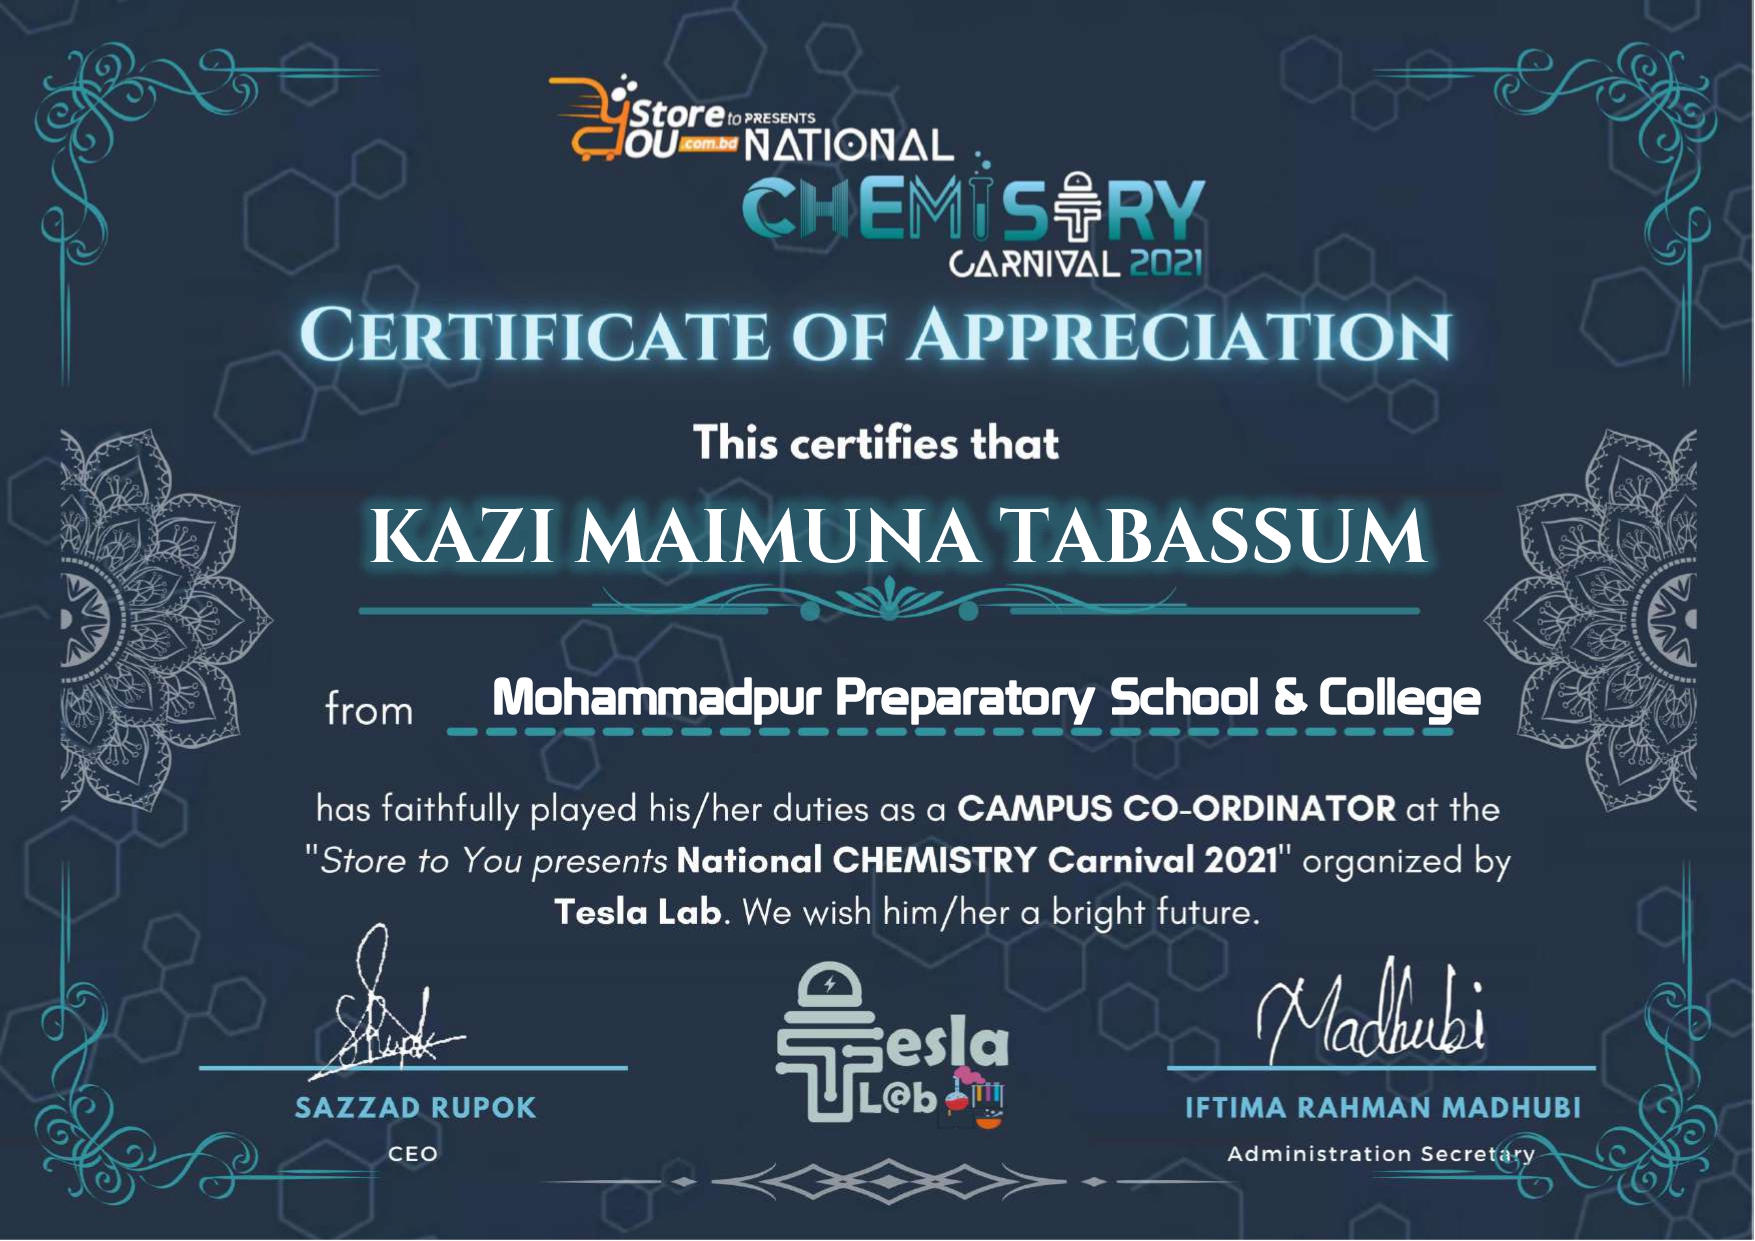 Store to PRESENTS
YOU .com.bd NATIONAL
CHEMISTRY
CARNIVAL 2021
CERTIFICATE OF APPRECIATION
This certifies that
KAZI MAIMUNA TABASSUM
from Mohammadpur Preparatory School & College
has faithfully played his/her duties as a CAMPUS CO-ORDINATOR at the
"Store to You presents National CHEMISTRY Carnival 2021" organized by
Tesla Lab. We wish him/her a bright future.
Shupok
Madhubi
Tesla
L@b
SAZZAD RUPOK
IFTIMA RAHMAN MADHUBI
CEO
Administration Secretary